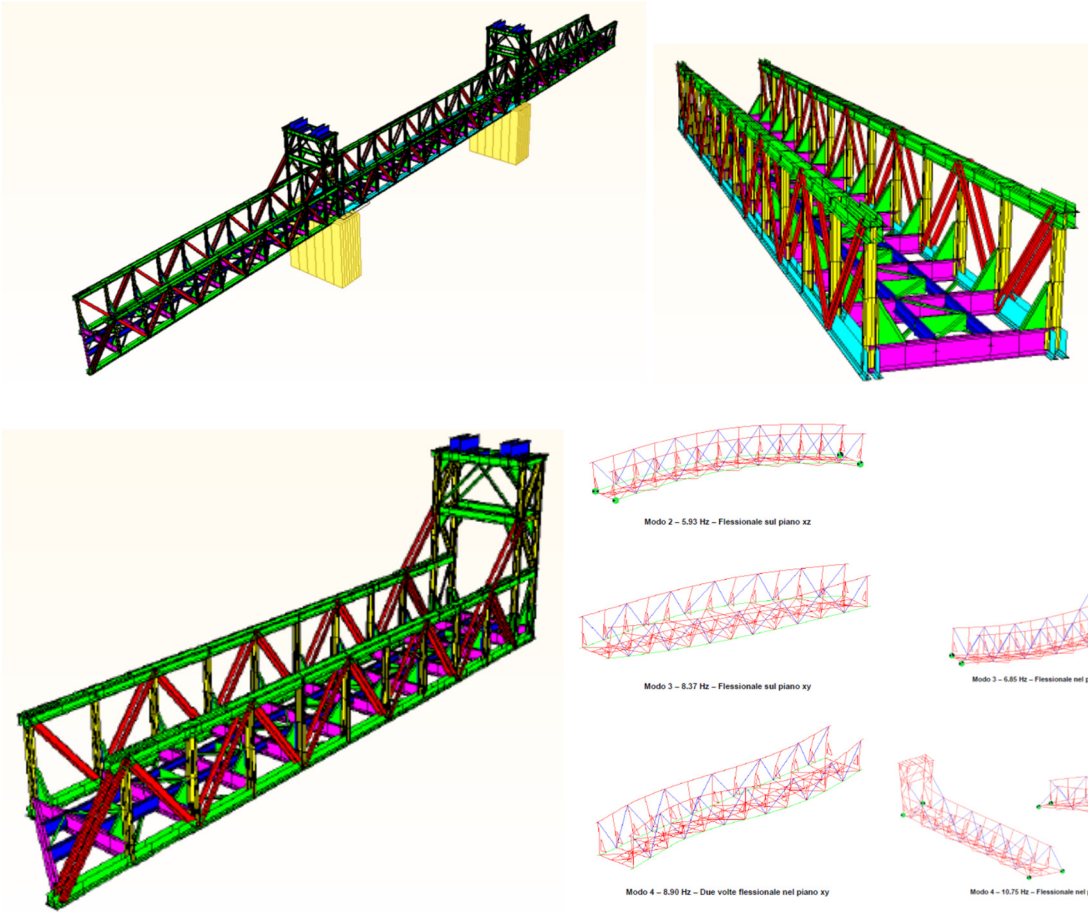 Modo 2 – 5.93 Hz – Flessionale sul piano xz
Modo 3 – 8.37 Hz – Flessionale sul piano xy
Modo 3 – 6.85 Hz – Flessionale nel p
Modo 4 – 8.90 Hz – Due volte flessionale nel piano xy
Modo 4 – 10.75 Hz – Flessionale nel p